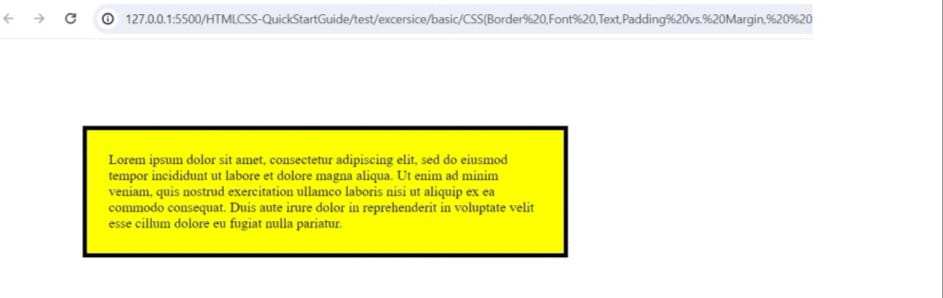 127.0.0.1:5500/HTMLCSS-QuickStartGuide/test/excersice/basic/CSS(Border%20,Font%20,Text,Padding%20vs.%20Margin,%20%20
Lorem ipsum dolor sit amet, consectetur adipiscing elit, sed do eiusmod
tempor incididunt ut labore et dolore magna aliqua. Ut enim ad minim
veniam, quis nostrud exercitation ullamco laboris nisi ut aliquip ex ea
commodo consequat. Duis aute irure dolor in reprehenderit in voluptate velit
esse cillum dolore eu fugiat nulla pariatur.